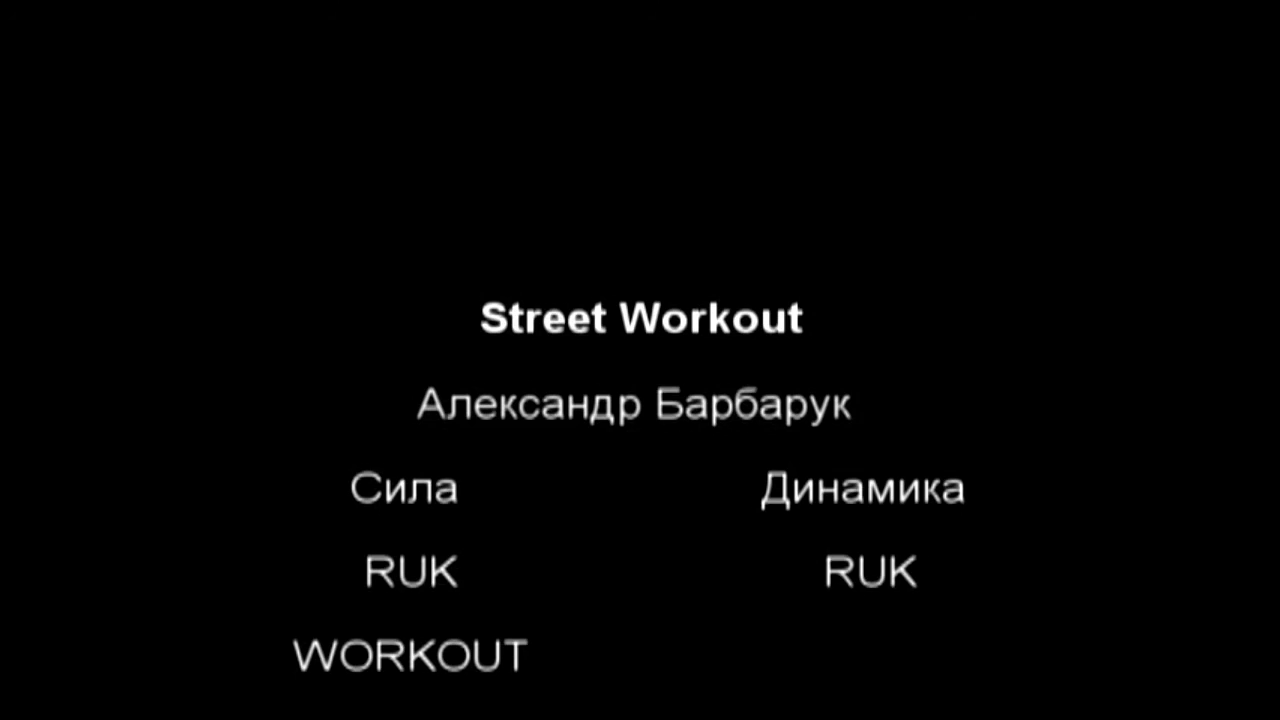 Street Workout
Александр Барбарук
Сила Динамика
RUK RUK
WORKOUT